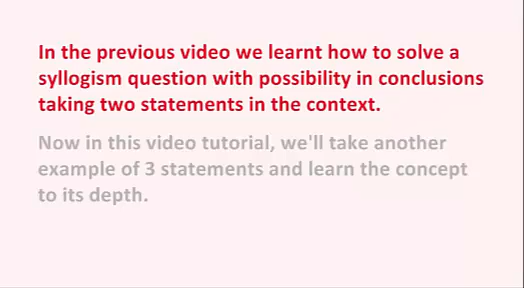 In the previous video we learnt how to solve a
syllogism question with possibility in conclusions
taking two statements in the context.
Now in this video tutorial, we'll take another
example of 3 statements and learn the concept
to its depth.